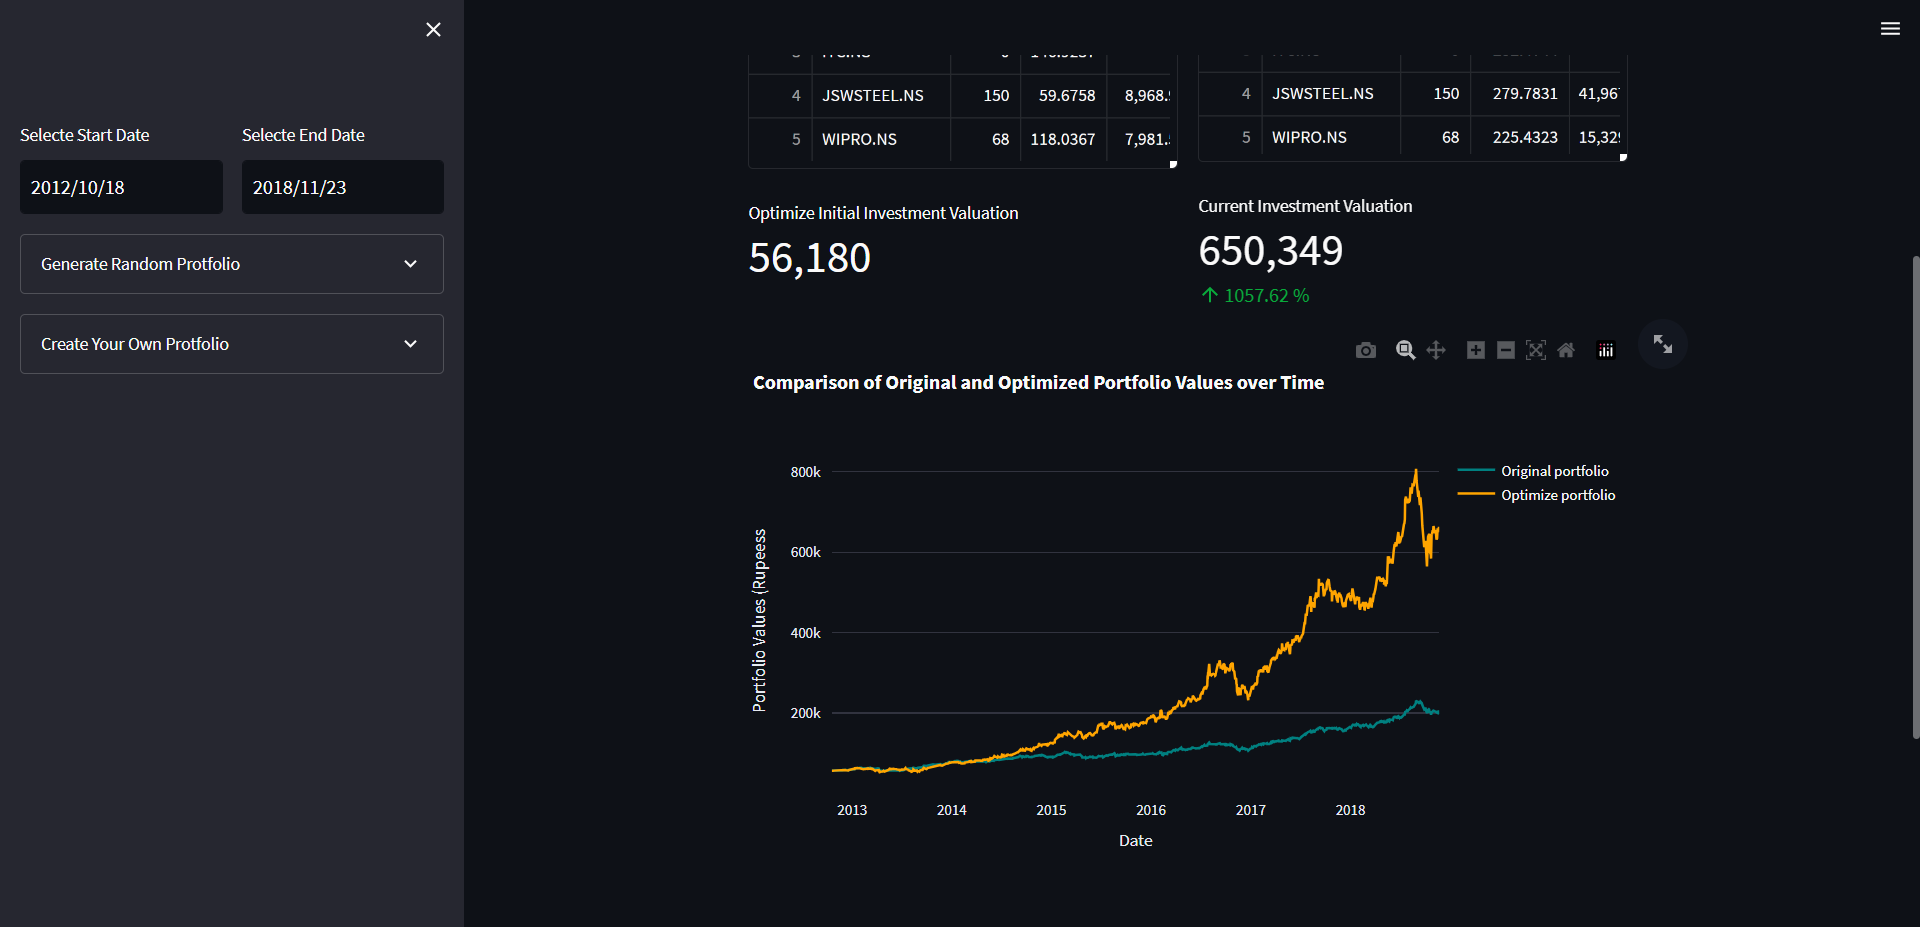 Selecte Start Date
Selecte End Date
2012/10/18
2018/11/23
Generate Random Protfolio
Create Your Own Protfolio
4 JSWSTEEL.NS 150 59.6758 8,968.
5 WIPRO.NS 68 118.0367 7,981.
4 JSWSTEEL.NS 150 279.7831 41,96
5 WIPRO.NS 68 225.4323 15,32
Optimize Initial Investment Valuation
56,180
Current Investment Valuation
650,349
↑ 1057.62 %
Comparison of Original and Optimized Portfolio Values over Time
Original portfolio
Optimize portfolio
Portfolio Values (Rupeess
800k
600k
400k
200k
2013 2014 2015 2016 2017 2018
Date